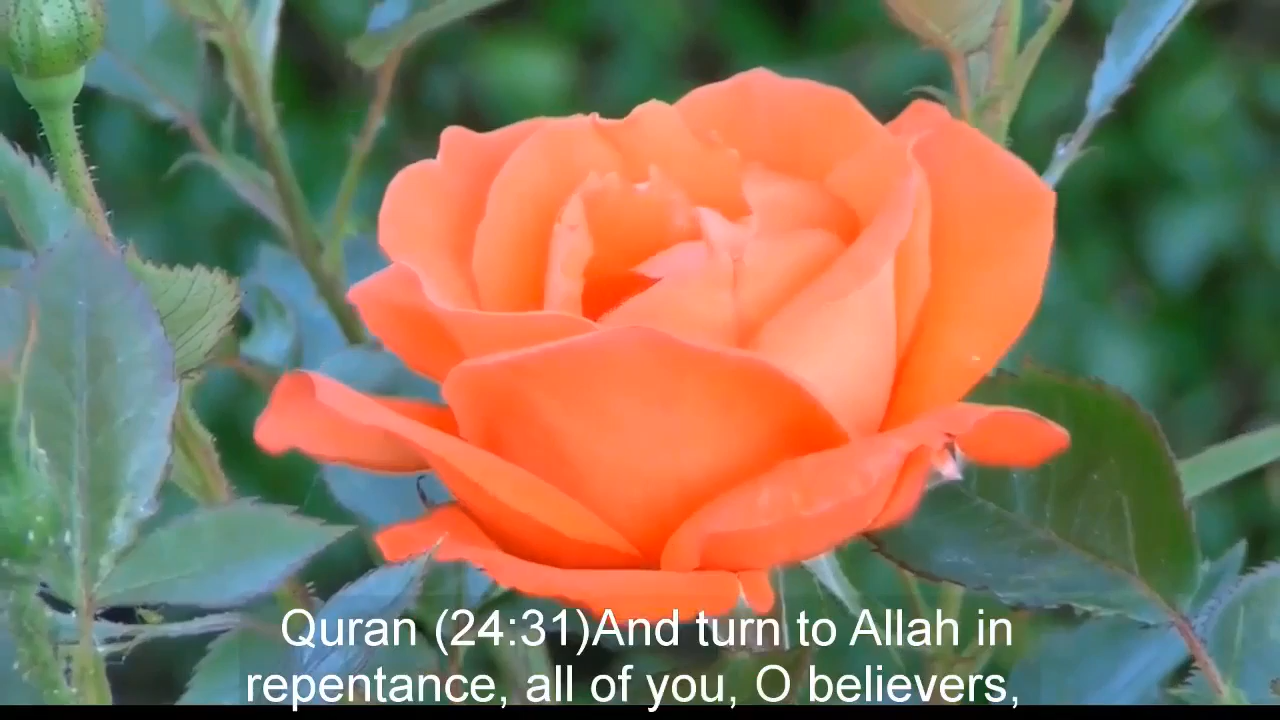 Quran (24:31)And turn to Allah in
repentance, all of you, O believers,